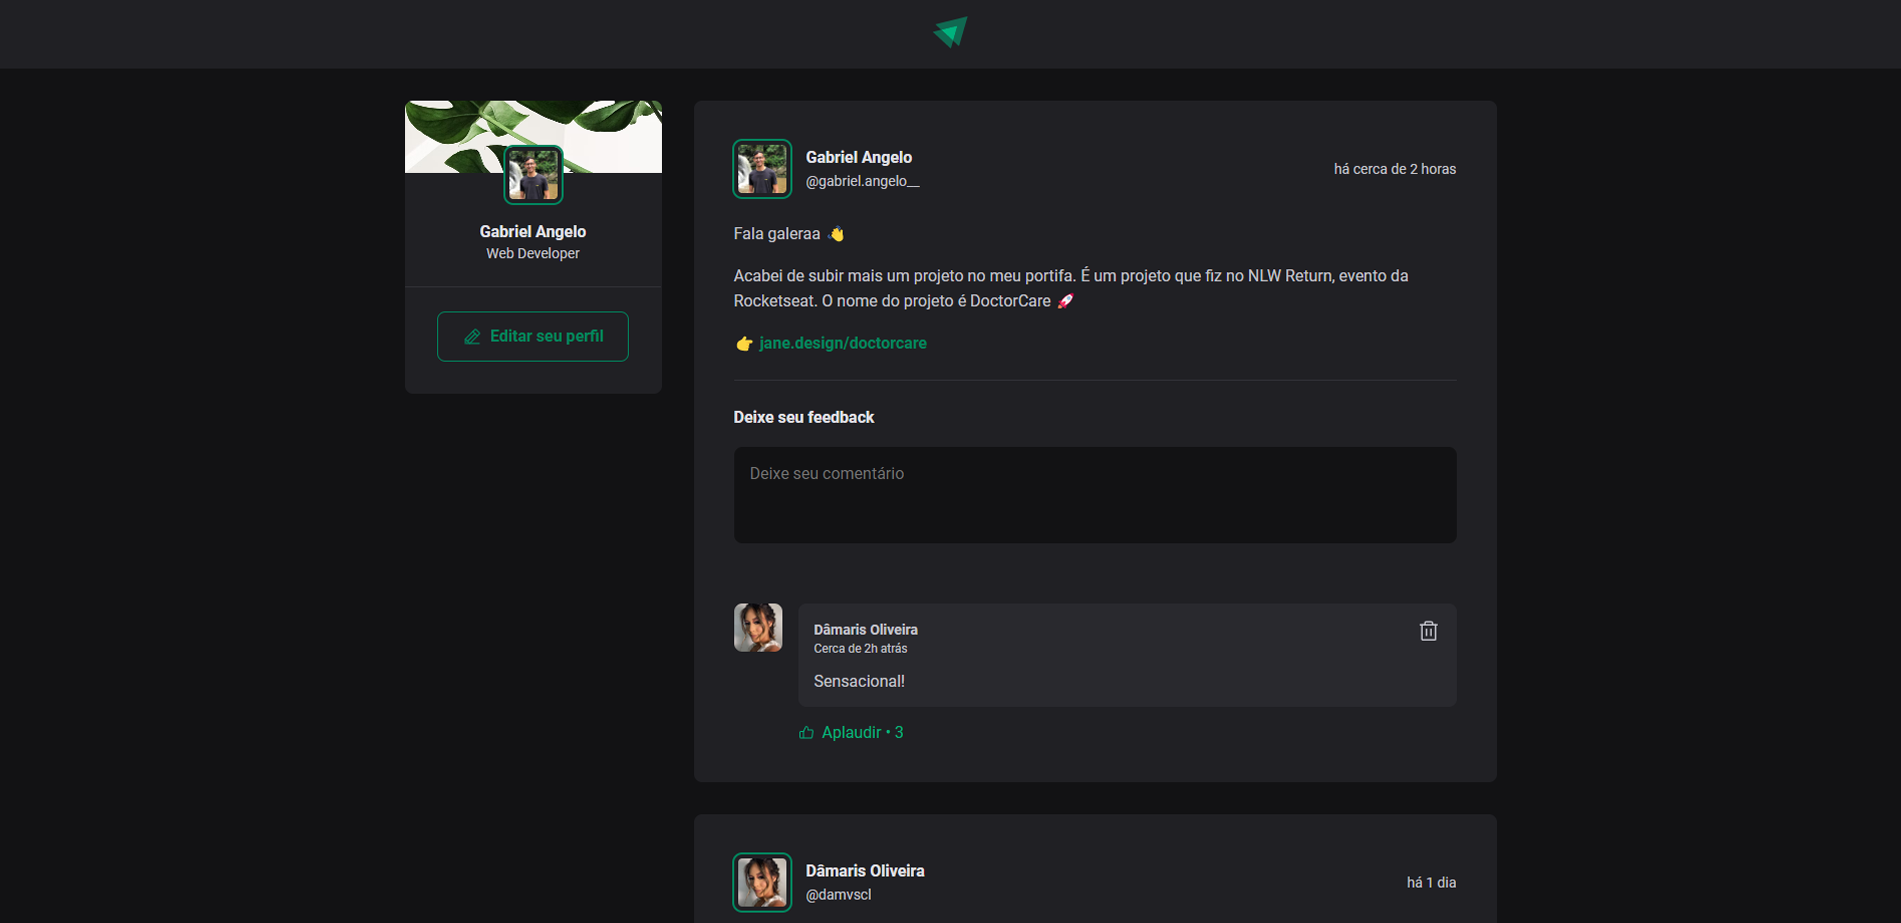 Gabriel Angelo
Web Developer
Editar seu perfil
Gabriel Angelo
@gabriel.angelo__
há cerca de 2 horas
Fala galeraa 👋
Acabei de subir mais um projeto no meu portifa. É um projeto que fiz no NLW Return, evento da
Rocketseat. O nome do projeto é DoctorCare 🚀
👉 jane.design/doctorcare
Deixe seu feedback
Deixe seu comentário
Dâmaris Oliveira
Cerca de 2h atrás
Sensacional!
Aplaudir • 3
Dâmaris Oliveira
@damvscl
há 1 dia